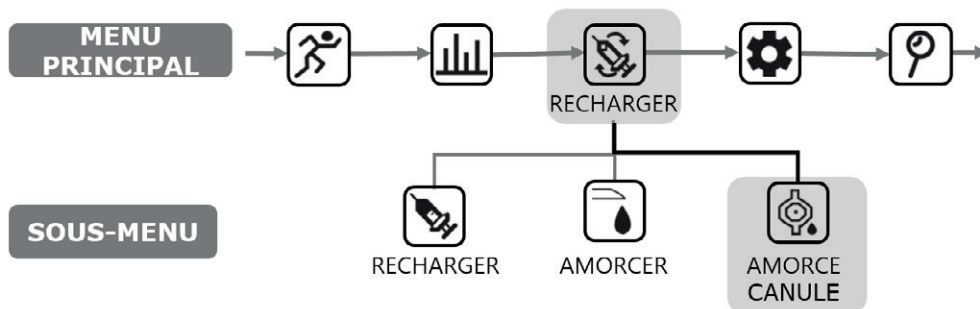 MENU
PRINCIPAL
RECHARGER
SOUS-MENU
RECHARGER
AMORCER
AMORCE
CANULE